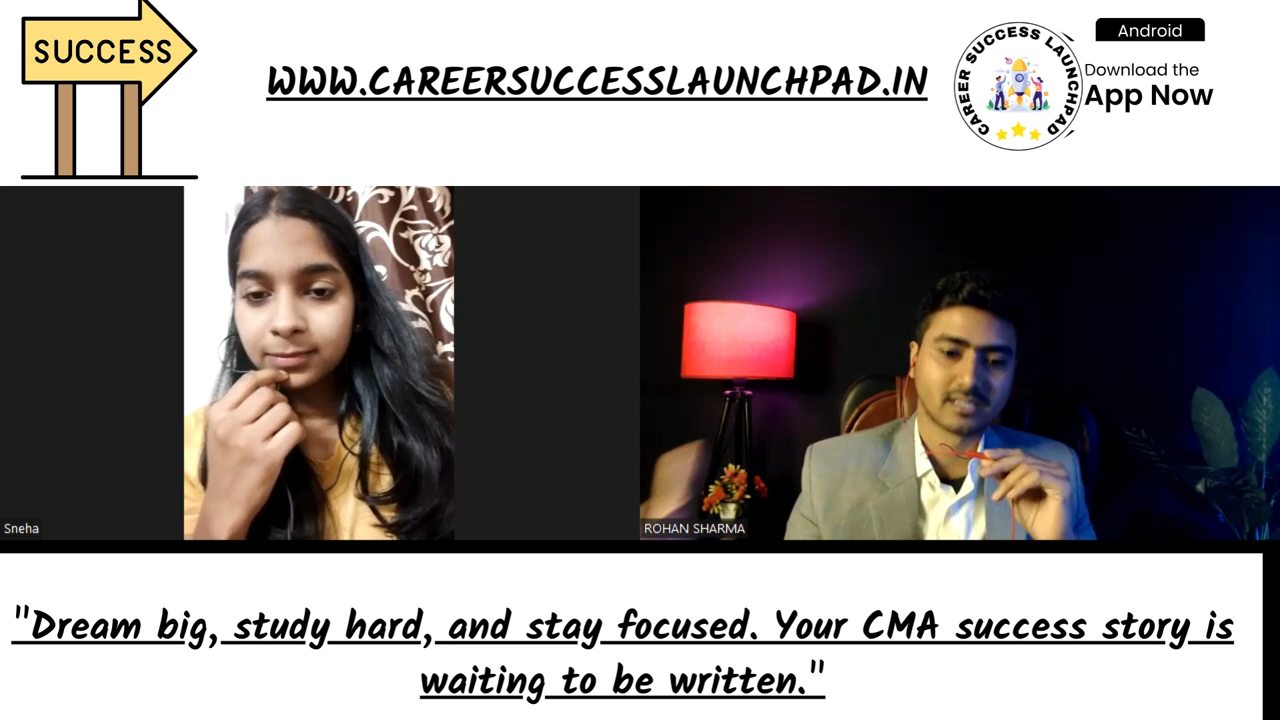 SUCCESS
WWW.CAREERSUCCESSLAUNCHPAD.IN
CAREER SUCCESS LAUNCHPAD
Android
Download the
App Now
Sneha
ROHAN SHARMA
"Dream big, study hard, and stay focused. Your CMA success story is
waiting to be written."